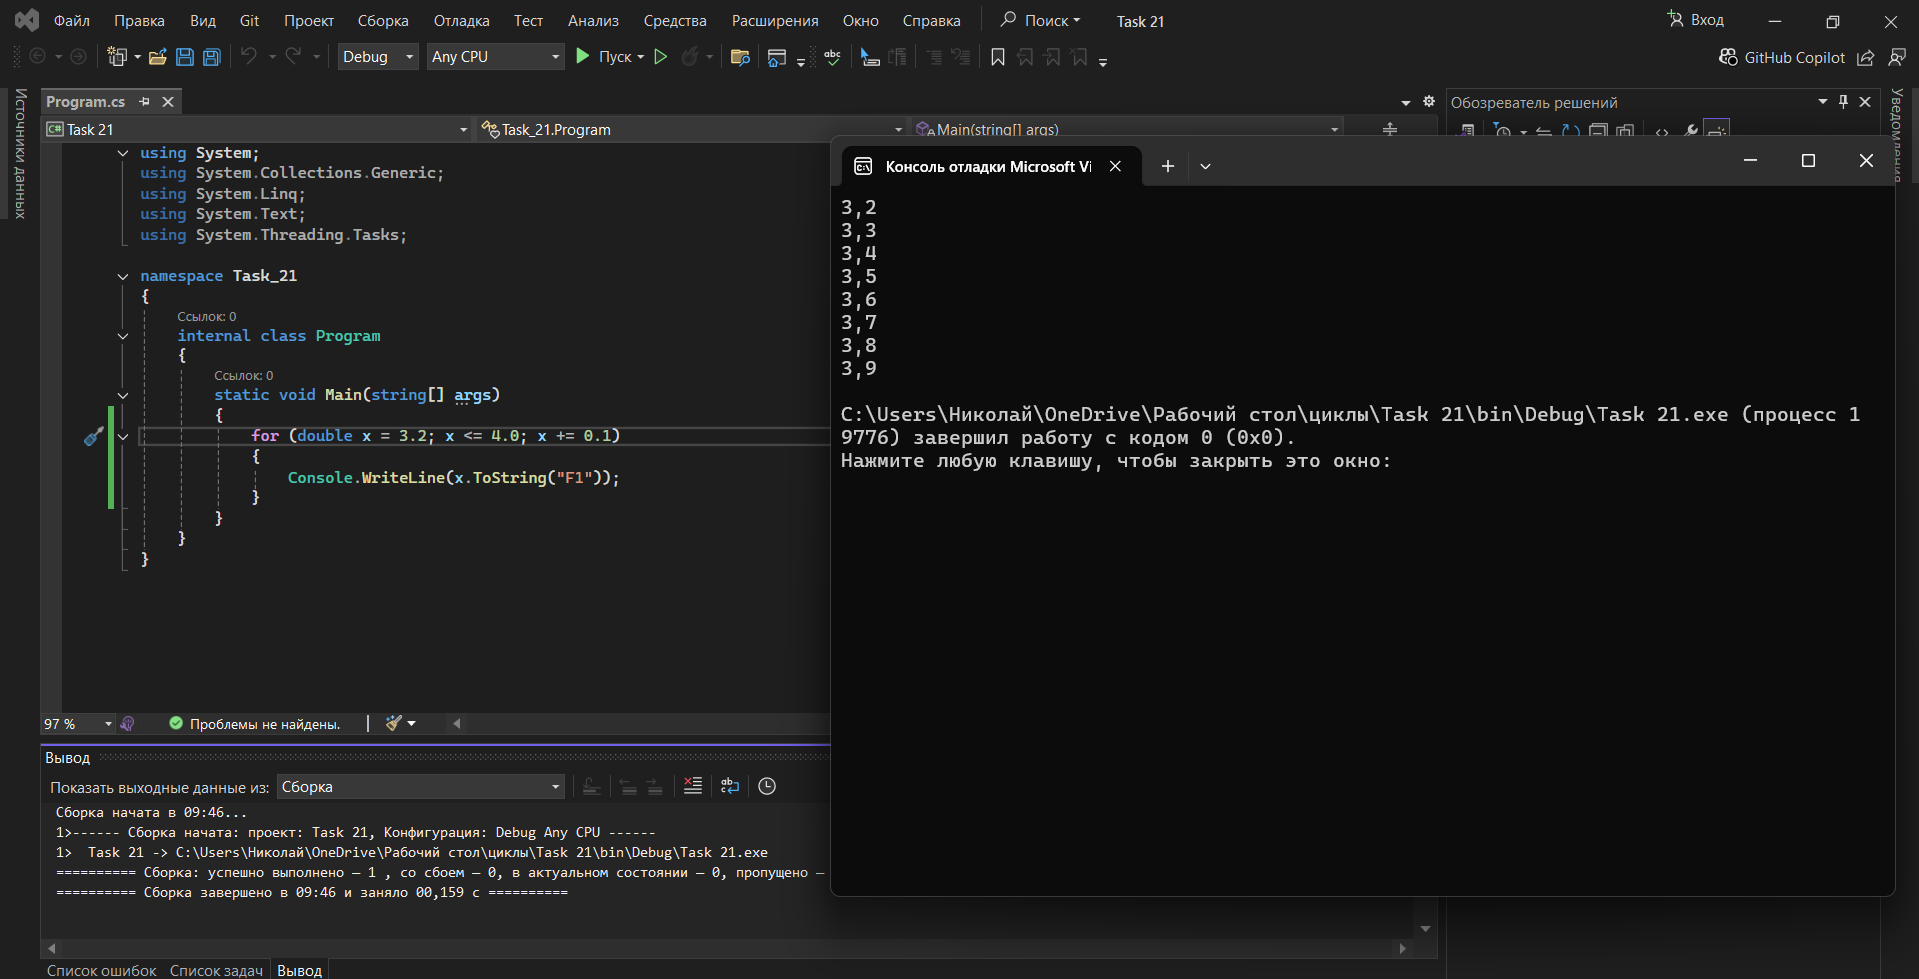 Файл Правка Вид Git Проект Сборка Отладка Тест Анализ Средства Расширения Окно Справка Поиск Task 21 Вход
Debug Any CPU Пуск abc GitHub Copilot
Источники данных
Program.cs
Обозреватель решений
Уведомления
Task 21 Task_21.Program Main(string[] args)
using System;
using System.Collections.Generic;
using System.Linq;
using System.Text;
using System.Threading.Tasks;
namespace Task_21
{
Ссылок: 0
internal class Program
{
Ссылок: 0
static void Main(string[] args)
{
for (double x = 3.2; x <= 4.0; x += 0.1)
{
Console.WriteLine(x.ToString("F1"));
}
}
}
}
97 % Проблемы не найдены.
Консоль отладки Microsoft Vi
3,2
3,3
3,4
3,5
3,6
3,7
3,8
3,9
C:\Users\Николай\OneDrive\Рабочий стол\циклы\Task 21\bin\Debug\Task 21.exe (процесс 1
9776) завершил работу с кодом 0 (0x0).
Нажмите любую клавишу, чтобы закрыть это окно:
Вывод
Показать выходные данные из: Сборка
Сборка начата в 09:46...
1>------ Сборка начата: проект: Task 21, Конфигурация: Debug Any CPU ------
1>  Task 21 -> C:\Users\Николай\OneDrive\Рабочий стол\циклы\Task 21\bin\Debug\Task 21.exe
========== Сборка: успешно выполнено — 1 , со сбоем — 0, в актуальном состоянии — 0, пропущено —
========== Сборка завершено в 09:46 и заняло 00,159 с ==========
Список ошибок Список задач Вывод